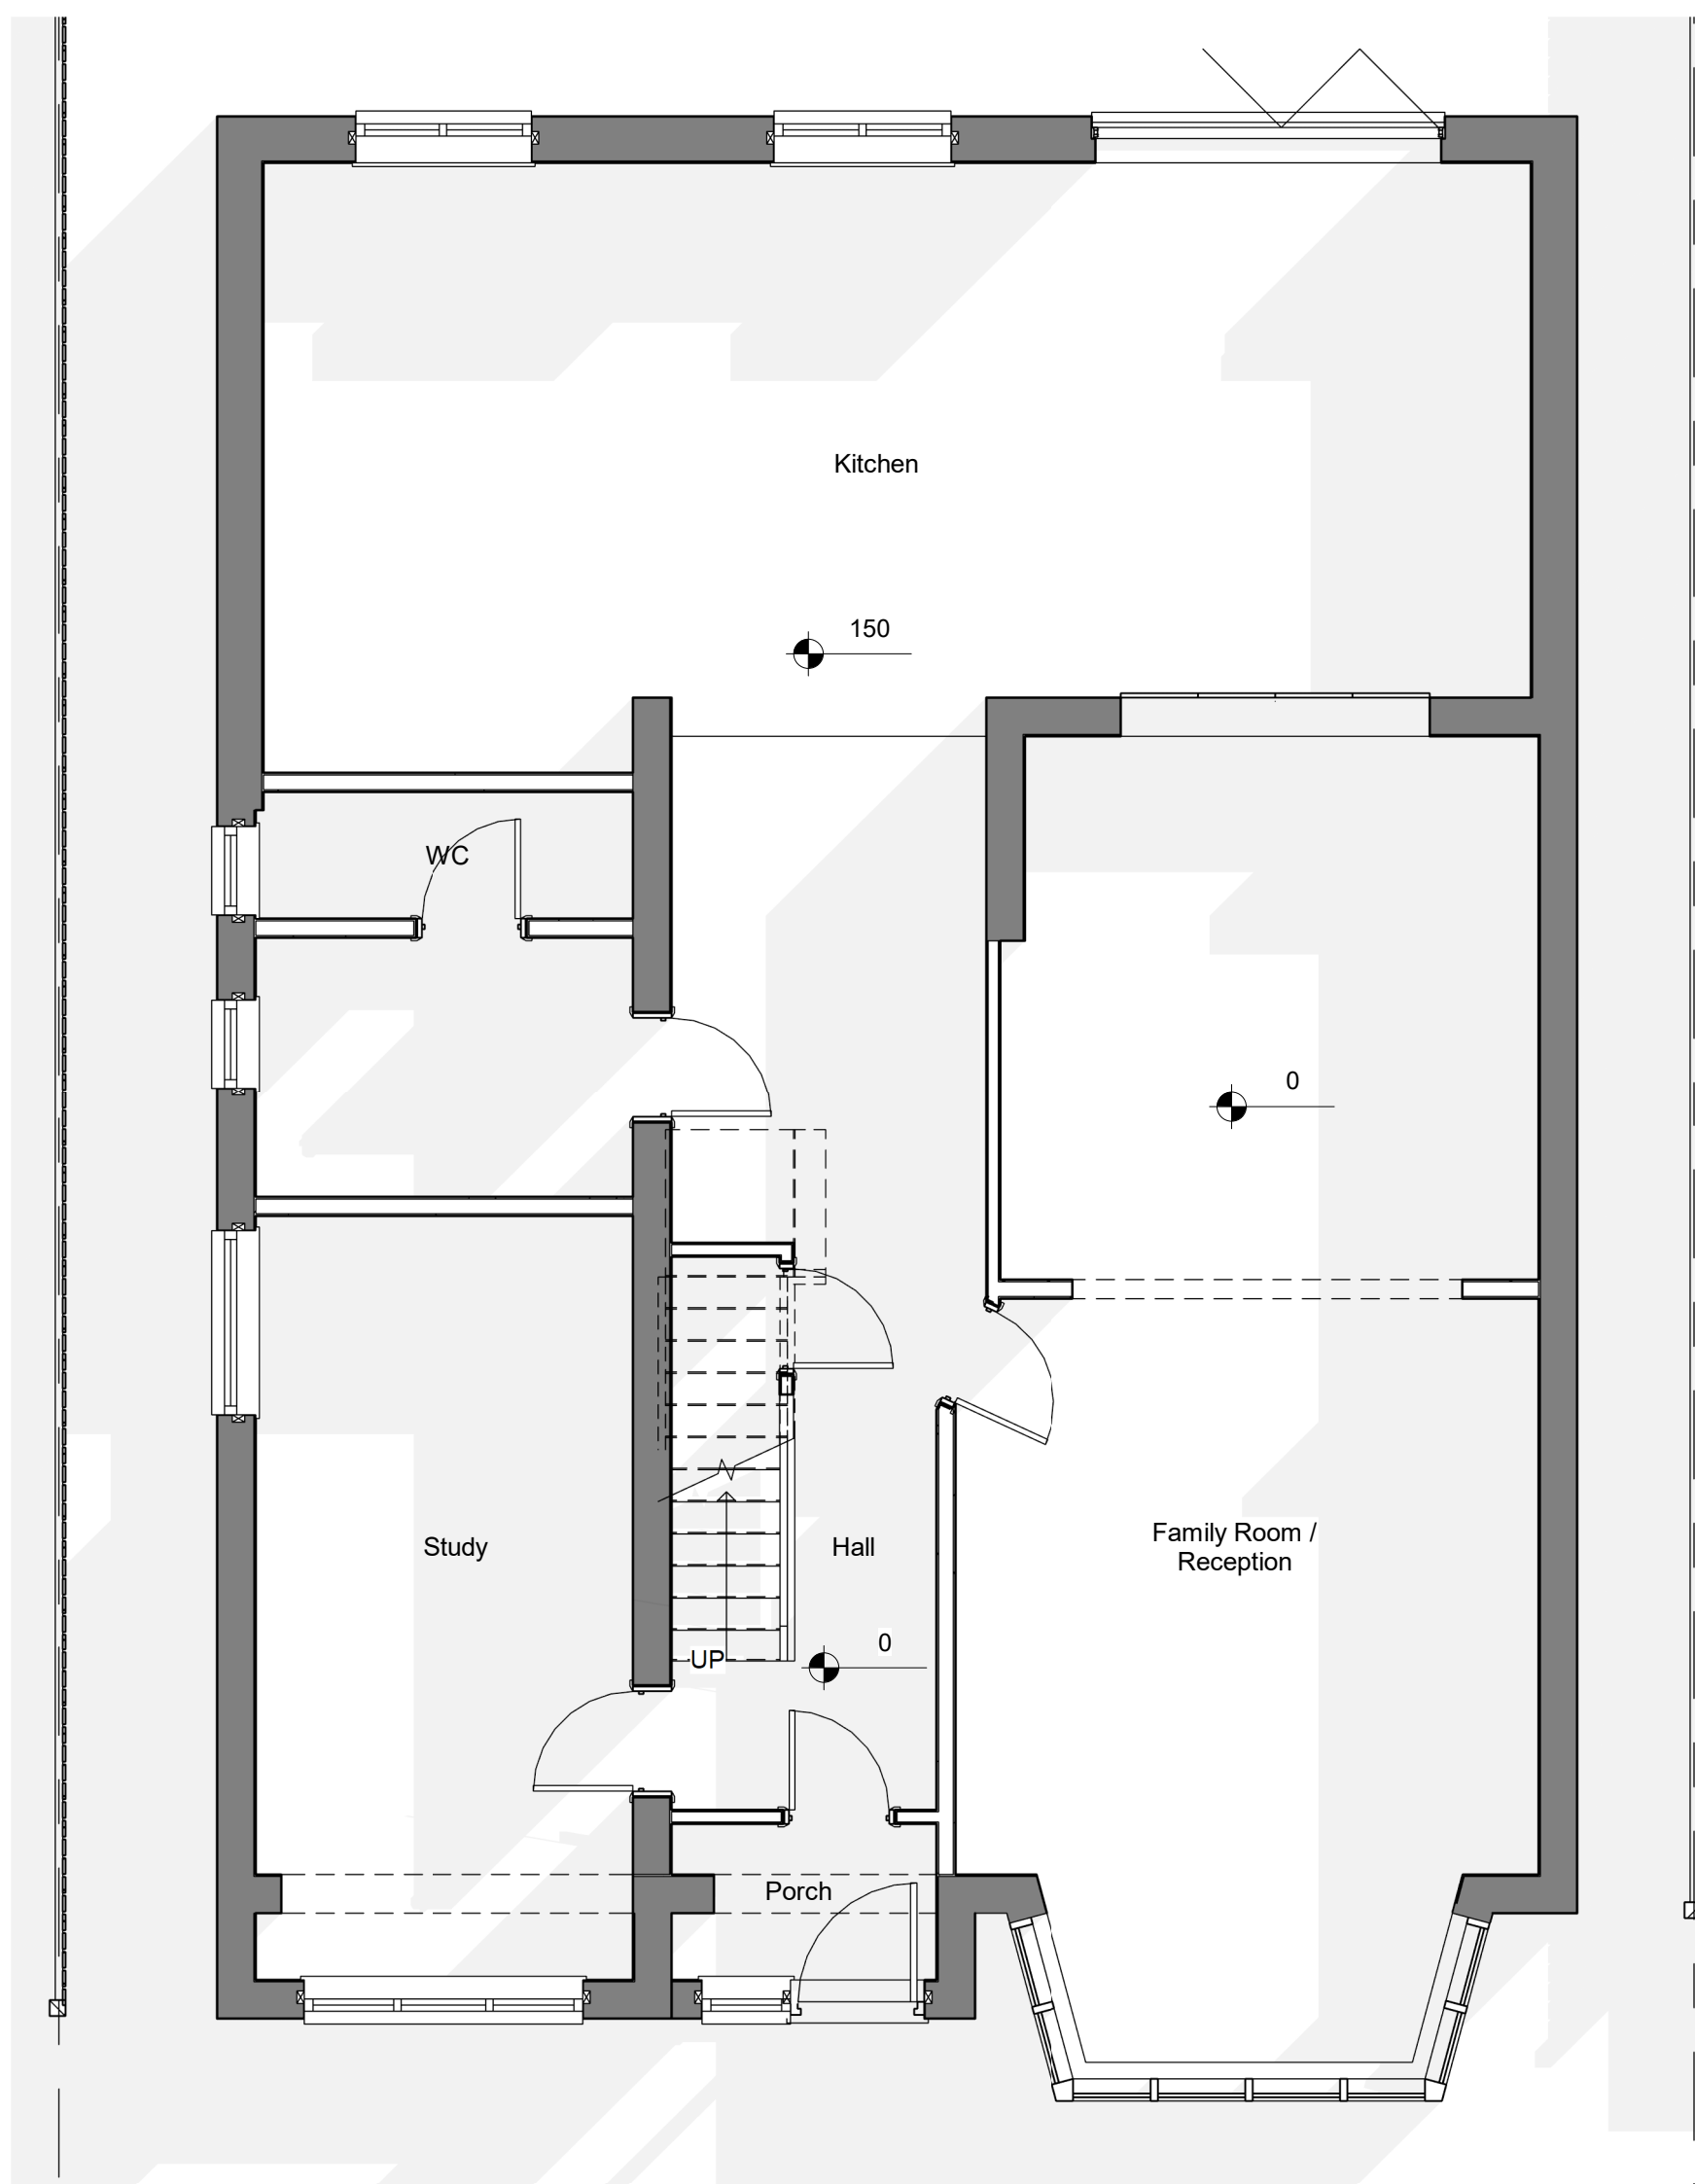 Kitchen
150
WC
0
Study
Hall
Family Room /
Reception
0
UP
Porch